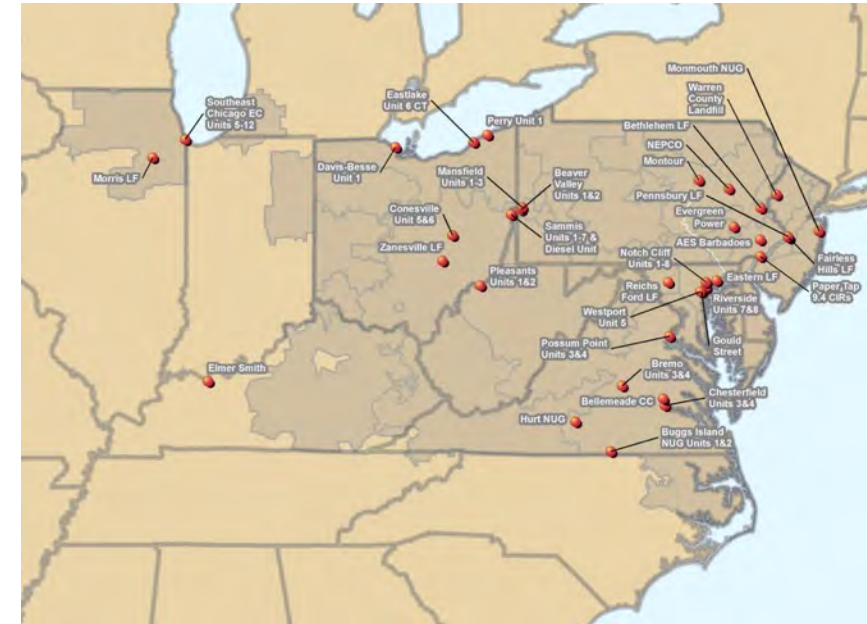 Monmouth NUG
Warren
County
Landfill
Bethlehem LF
NEPCO
Montour
Pennsbury LF
Evergreen
Power
AES Barbadoes
Fairless
Hills LF
Paper Tap
9.4 CIRs
Southeast
Chicago EC
Units 5-12
Morris LF
Eastlake
Unit 6 CT
Perry Unit 1
Davis-Besse
Unit 1
Mansfield
Units 1-3
Beaver
Valley
Units 1&2
Conesville
Unit 5&6
Zanesville LF
Sammis
Units 1-7 &
Diesel Unit
Pleasants
Units 1&2
Notch Cliff
Units 1-8
Eastern LF
Reichs
Ford LF
Riverside
Units 7&8
Westport
Unit 5
Gould
Street
Possum Point
Units 3&4
Bremo
Units 3&4
Elmer Smith
Bellemeade CC
Chesterfield
Units 3&4
Hurt NUG
Buggs Island
NUG Units 1&2